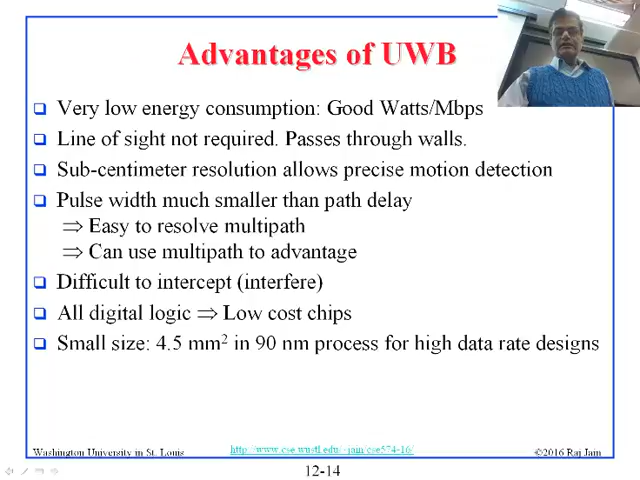 Advantages of UWB
Very low energy consumption: Good Watts/Mbps
Line of sight not required. Passes through walls.
Sub-centimeter resolution allows precise motion detection
Pulse width much smaller than path delay
⇒ Easy to resolve multipath
⇒ Can use multipath to advantage
Difficult to intercept (interfere)
All digital logic ⇒ Low cost chips
Small size: 4.5 mm² in 90 nm process for high data rate designs
Washington University in St. Louis
http://www.cse.wustl.edu/~jain/cse574-16/
©2016 Raj Jain
12-14